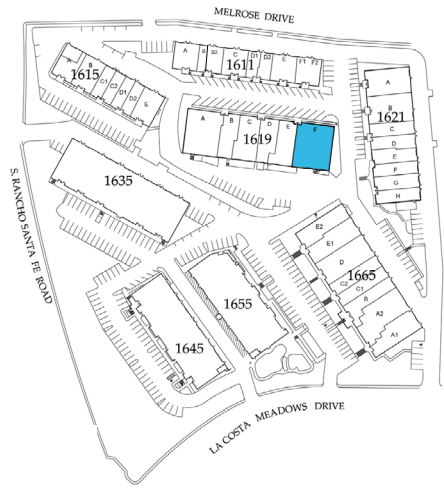 MELROSE DRIVE
A B B2 C D1 D2 E F1 F2
1611
A B C1 C2 D1 D2 E
1615
A B C D E F
1619
A
B
1621
C
D
E
F
G
H
1635
S. RANCHO SANTA FE ROAD
E2
E1
D
1665
C2 C1
B
A2
A1
1655
1645
LA COSTA MEADOWS DRIVE